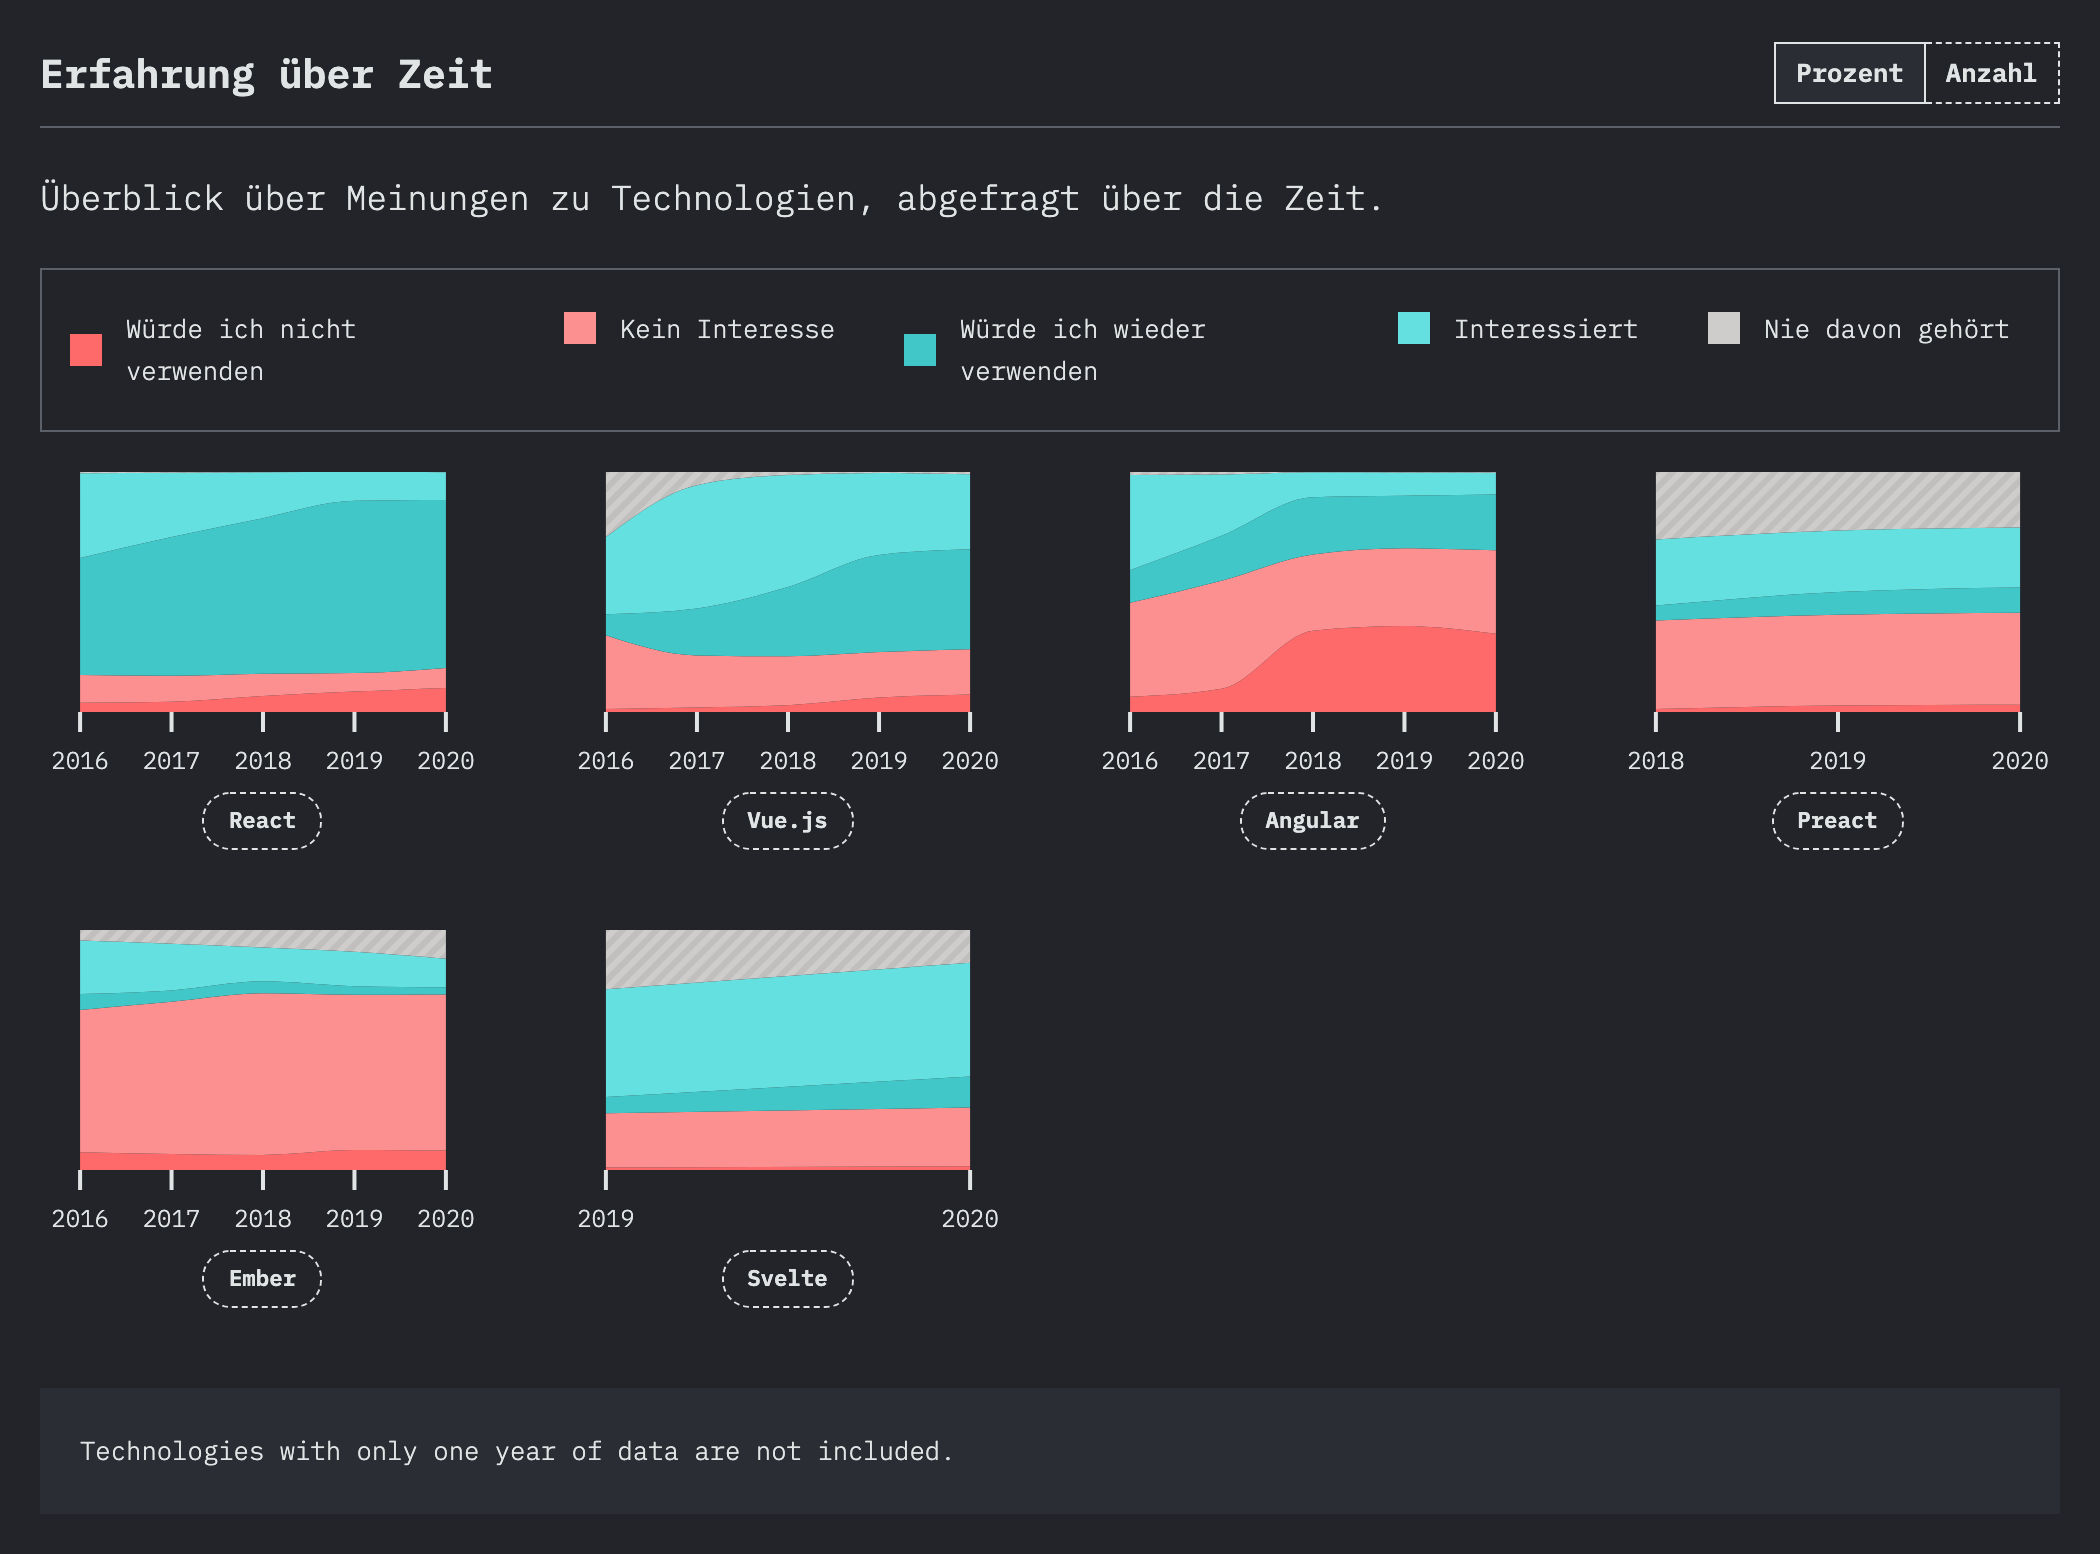 Erfahrung über Zeit
Prozent Anzahl
Überblick über Meinungen zu Technologien, abgefragt über die Zeit.
Würde ich nicht verwenden
Kein Interesse
Würde ich wieder verwenden
Interessiert
Nie davon gehört
2016 2017 2018 2019 2020
React
2016 2017 2018 2019 2020
Vue.js
2016 2017 2018 2019 2020
Angular
2018 2019 2020
Preact
2016 2017 2018 2019 2020
Ember
2019 2020
Svelte
Technologies with only one year of data are not included.